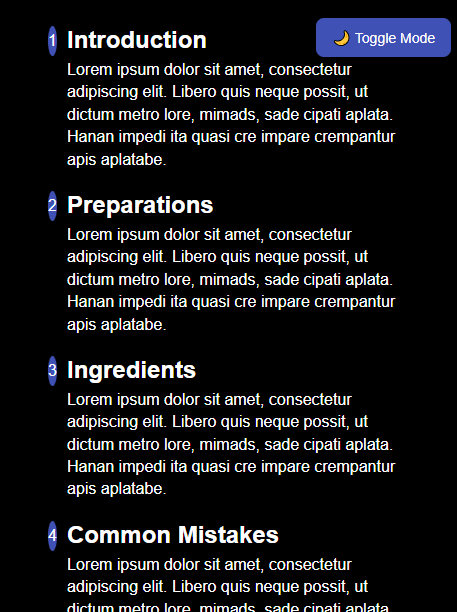 1 Introduction
🌙 Toggle Mode
Lorem ipsum dolor sit amet, consectetur
adipiscing elit. Libero quis neque possit, ut
dictum metro lore, mimads, sade cipati aplata.
Hanan impedi ita quasi cre impare crempantur
apis aplatabe.
2 Preparations
Lorem ipsum dolor sit amet, consectetur
adipiscing elit. Libero quis neque possit, ut
dictum metro lore, mimads, sade cipati aplata.
Hanan impedi ita quasi cre impare crempantur
apis aplatabe.
3 Ingredients
Lorem ipsum dolor sit amet, consectetur
adipiscing elit. Libero quis neque possit, ut
dictum metro lore, mimads, sade cipati aplata.
Hanan impedi ita quasi cre impare crempantur
apis aplatabe.
4 Common Mistakes
Lorem ipsum dolor sit amet, consectetur
adipiscing elit. Libero quis neque possit, ut
dictum metro lore, mimads, sade cipati aplata.